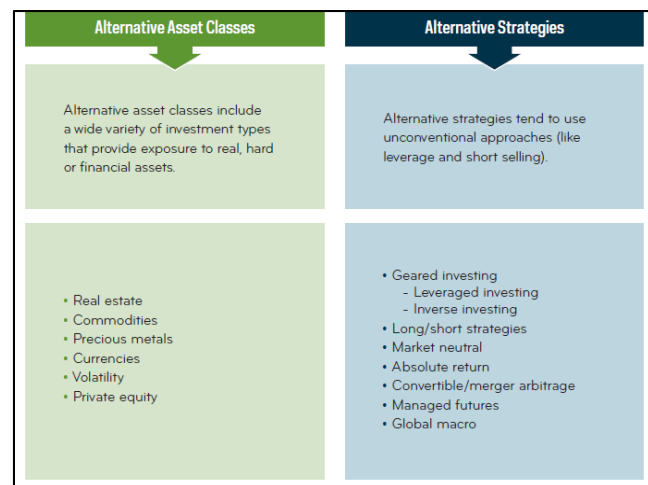 Alternative Asset Classes
Alternative asset classes include
a wide variety of investment types
that provide exposure to real, hard
or financial assets.
• Real estate
• Commodities
• Precious metals
• Currencies
• Volatility
• Private equity
Alternative Strategies
Alternative strategies tend to use
unconventional approaches (like
leverage and short selling).
• Geared investing
- Leveraged investing
- Inverse investing
• Long/short strategies
• Market neutral
• Absolute return
• Convertible/merger arbitrage
• Managed futures
• Global macro